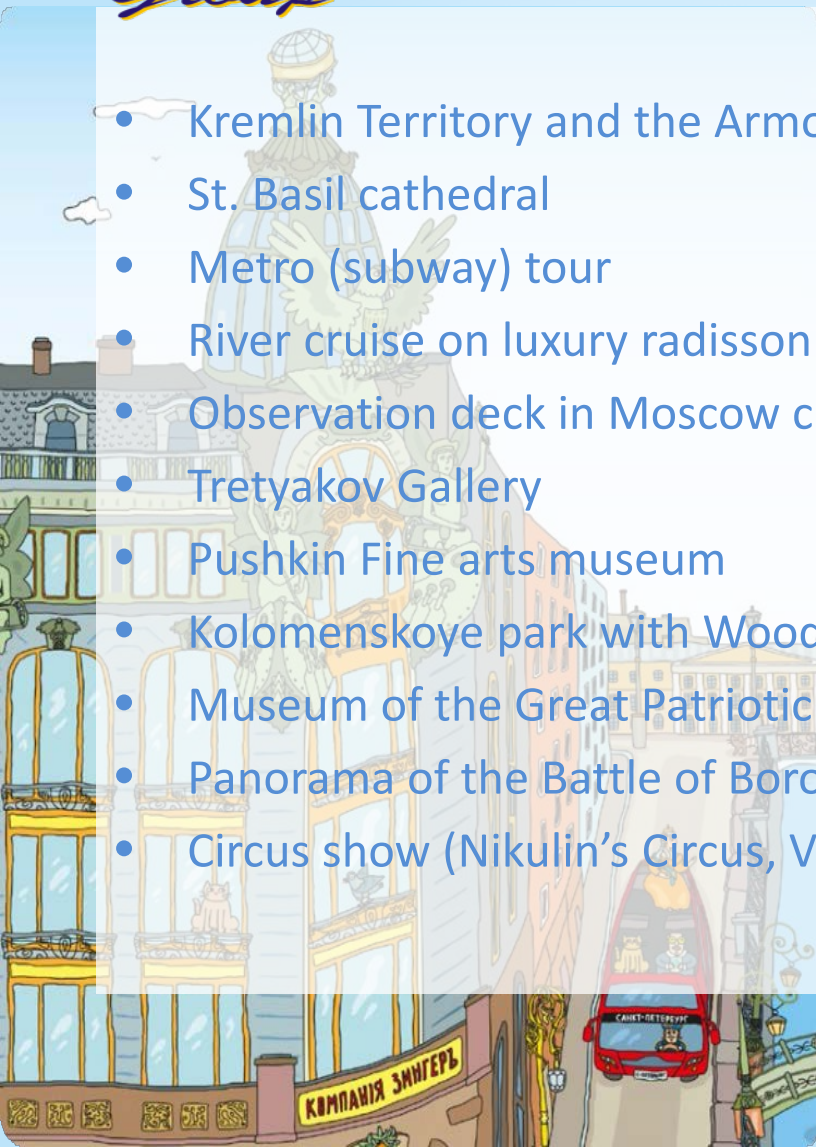 Group
• Kremlin Territory and the Armo
• St. Basil cathedral
• Metro (subway) tour
• River cruise on luxury radisson
• Observation deck in Moscow c
• Tretyakov Gallery
• Pushkin Fine arts museum
• Kolomenskoye park with Wood
• Museum of the Great Patriotic
• Panorama of the Battle of Boro
• Circus show (Nikulin’s Circus, V
САНКТ-ПЕТЕРБУРГ
КОМПАНІЯ ЗИНГЕРЪ